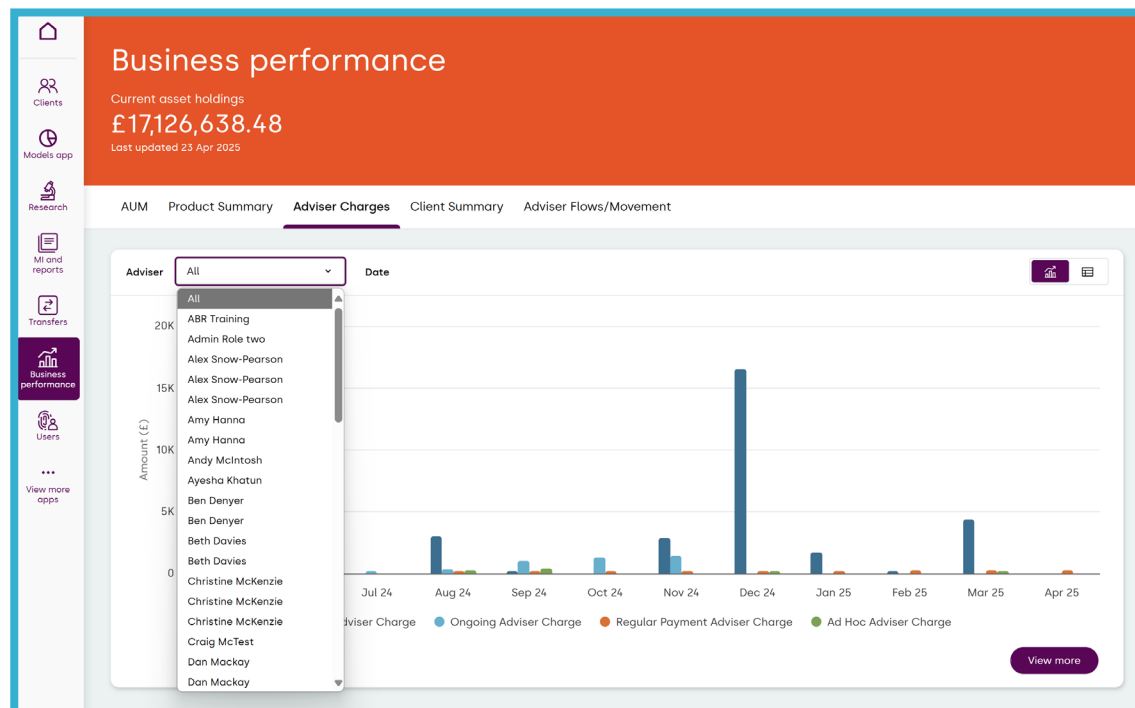 Business performance
Current asset holdings
£17,126,638.48
Last updated 23 Apr 2025
Clients
Models app
Research
MI and
reports
Transfers
Business
performance
Users
View more
apps
AUM Product Summary Adviser Charges Client Summary Adviser Flows/Movement
Adviser All Date
All
ABR Training
Admin Role two
Alex Snow-Pearson
Alex Snow-Pearson
Alex Snow-Pearson
Amy Hanna
Amy Hanna
Andy McIntosh
Ayesha Khatun
Ben Denyer
Ben Denyer
Beth Davies
Beth Davies
Christine McKenzie
Christine McKenzie
Christine McKenzie
Craig McTest
Dan Mackay
Dan Mackay
Amount (£)
20K
15K
10K
5K
0
Jul 24 Aug 24 Sep 24 Oct 24 Nov 24 Dec 24 Jan 25 Feb 25 Mar 25 Apr 25
Adviser Charge Ongoing Adviser Charge Regular Payment Adviser Charge Ad Hoc Adviser Charge
View more